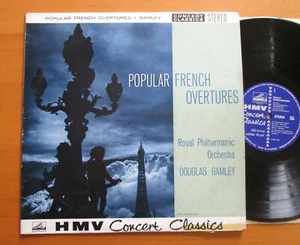 POPULAR FRENCH OVERTURES · GAMLEY
CONCERT CLASSICS
STEREO
POPULAR FRENCH
OVERTURES
Royal Philharmonic
Orchestra
DOUGLAS GAMLEY
HMV Concert Classics